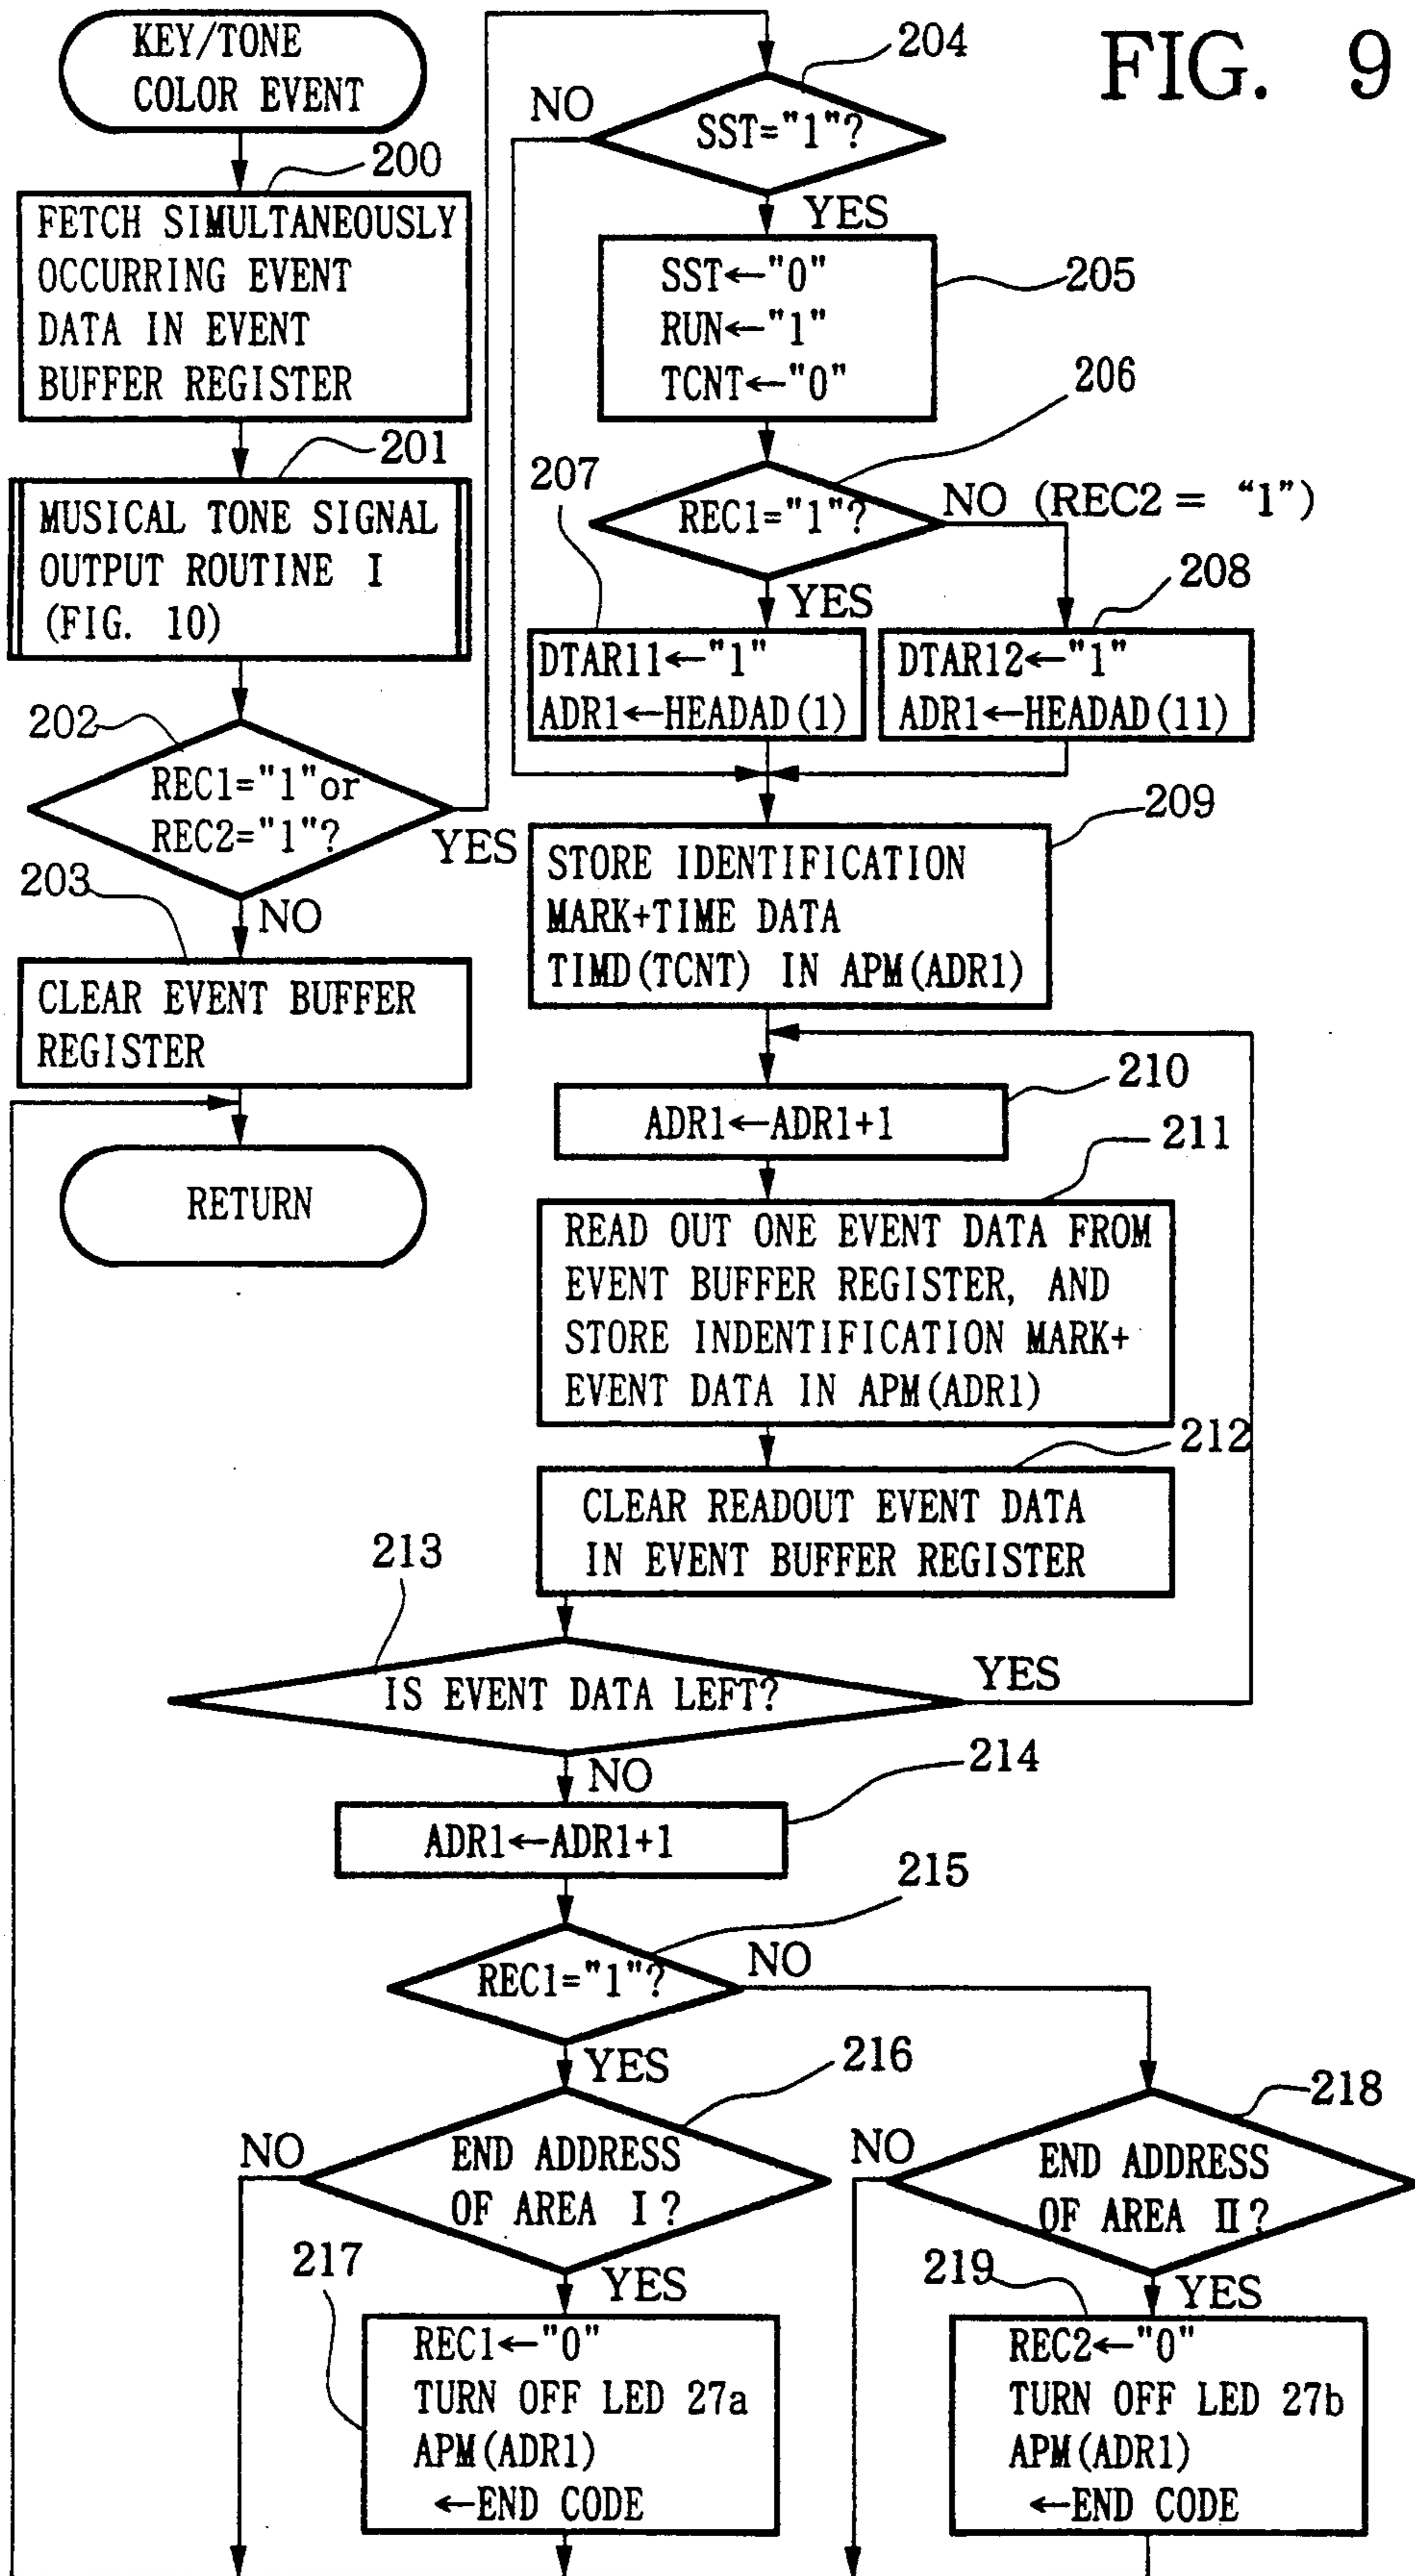 FIG. 9
KEY/TONE
COLOR EVENT
200
FETCH SIMULTANEOUSLY
OCCURRING EVENT
DATA IN EVENT
BUFFER REGISTER
201
MUSICAL TONE SIGNAL
OUTPUT ROUTINE I
(FIG. 10)
202
REC1="1"or
REC2="1"?
YES
203
NO
CLEAR EVENT BUFFER
REGISTER
RETURN
204
NO
SST="1"?
YES
205
SST←"0"
RUN←"1"
TCNT←"0"
206
207
REC1="1"?
NO (REC2 = “1”)
YES
208
DTAR11←"1"
ADR1←HEADAD(1)
DTAR12←"1"
ADR1←HEADAD(11)
209
STORE IDENTIFICATION
MARK+TIME DATA
TIMD(TCNT) IN APM(ADR1)
210
ADR1←ADR1+1
211
READ OUT ONE EVENT DATA FROM
EVENT BUFFER REGISTER, AND
STORE INDENTIFICATION MARK+
EVENT DATA IN APM(ADR1)
212
CLEAR READOUT EVENT DATA
IN EVENT BUFFER REGISTER
213
IS EVENT DATA LEFT?
YES
NO
214
ADR1←ADR1+1
215
REC1="1"?
NO
YES
216
NO
END ADDRESS
OF AREA I?
YES
217
REC1←"0"
TURN OFF LED 27a
APM(ADR1)
←END CODE
218
NO
END ADDRESS
OF AREA II?
219
YES
REC2←"0"
TURN OFF LED 27b
APM(ADR1)
←END CODE